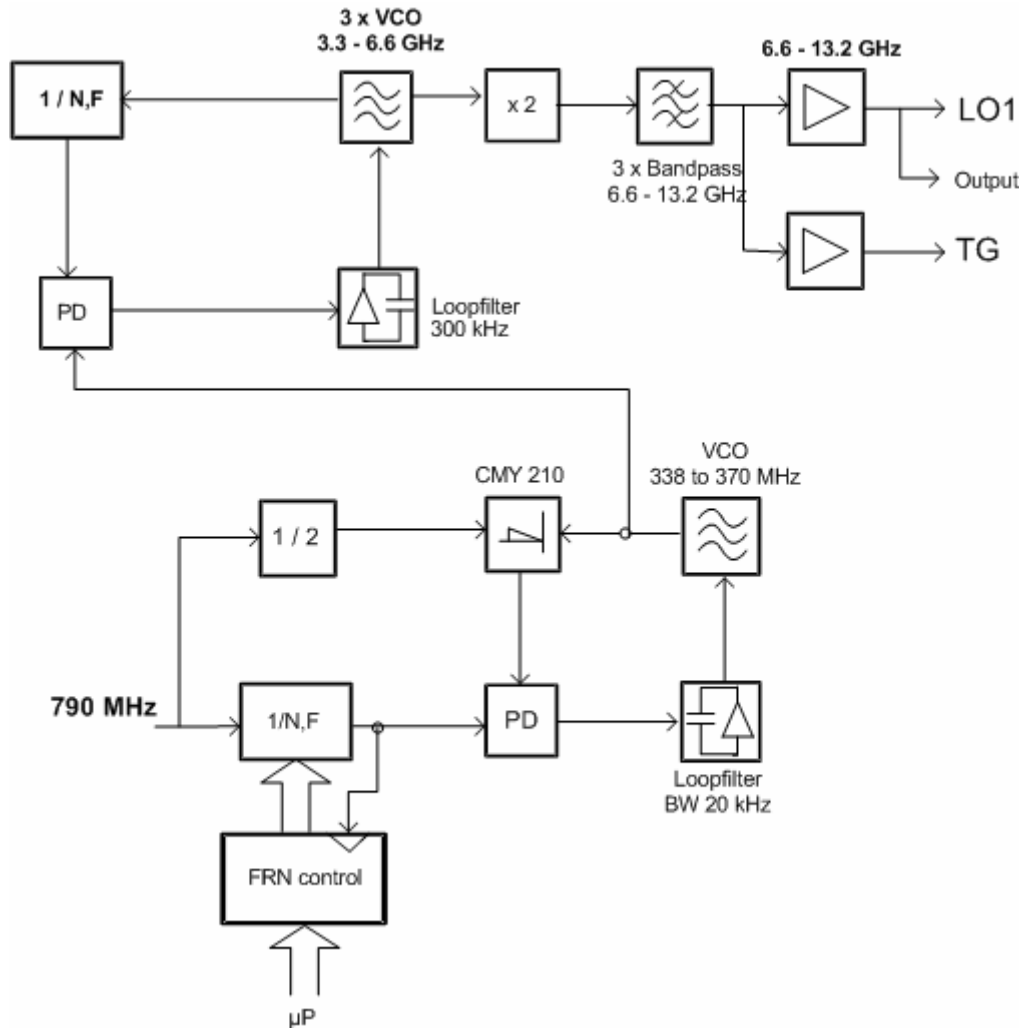 3 x VCO
3.3 - 6.6 GHz
6.6 - 13.2 GHz
1 / N,F
x 2
LO1
3 x Bandpass
6.6 - 13.2 GHz
Output
TG
PD
Loopfilter
300 kHz
VCO
338 to 370 MHz
CMY 210
1 / 2
790 MHz
1/N,F
PD
Loopfilter
BW 20 kHz
FRN control
µP